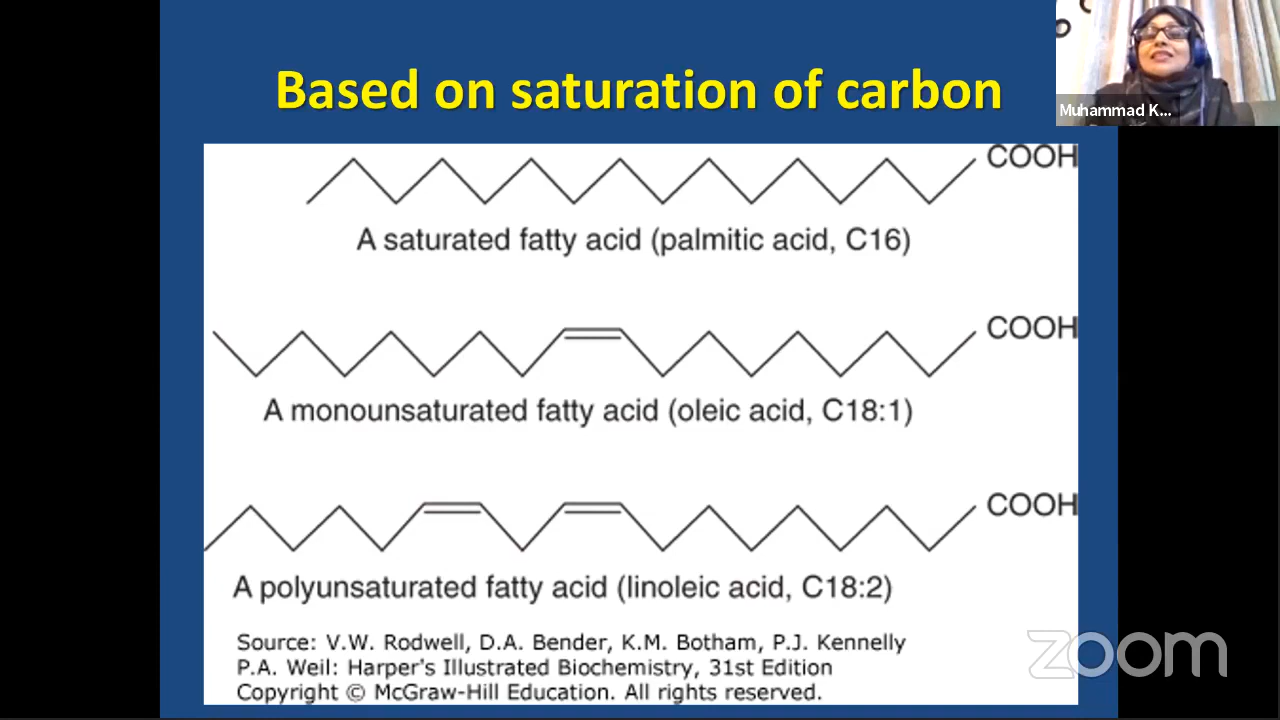 Based on saturation of carbon
Muhammad K...
COOH
A saturated fatty acid (palmitic acid, C16)
COOH
A monounsaturated fatty acid (oleic acid, C18:1)
COOH
A polyunsaturated fatty acid (linoleic acid, C18:2)
Source: V.W. Rodwell, D.A. Bender, K.M. Botham, P.J. Kennelly
P.A. Weil: Harper's Illustrated Biochemistry, 31st Edition
Copyright © McGraw-Hill Education. All rights reserved.
zoom